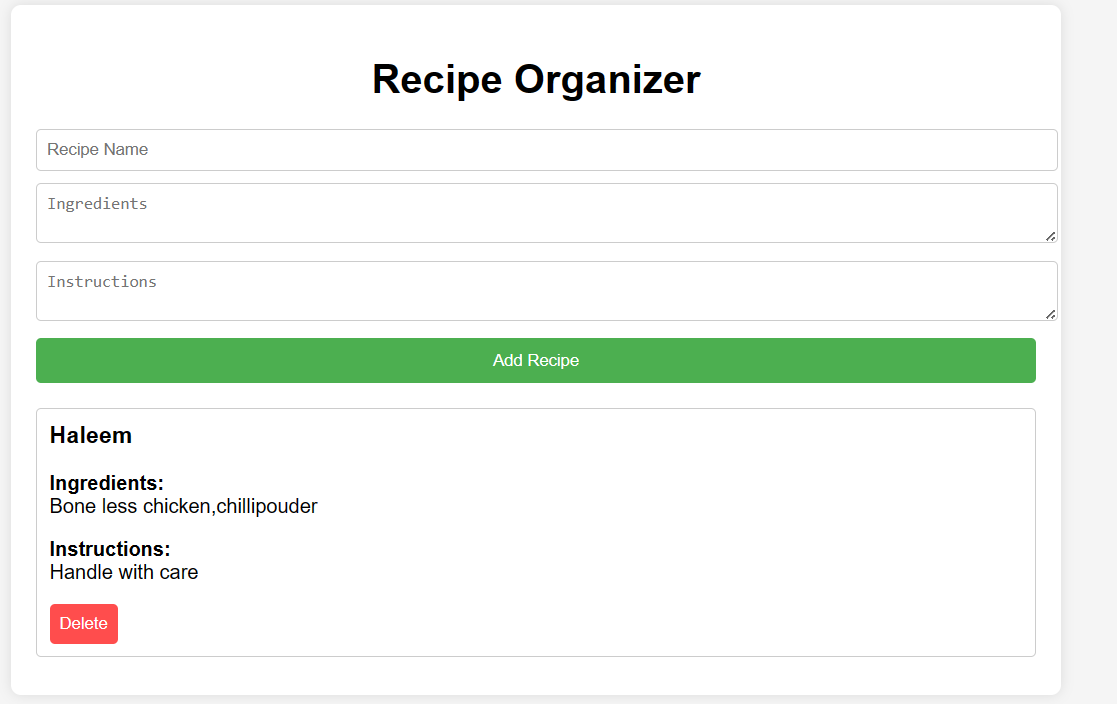 Recipe Organizer
Recipe Name
Ingredients
Instructions
Add Recipe
Haleem
Ingredients:
Bone less chicken,chillipouder
Instructions:
Handle with care
Delete